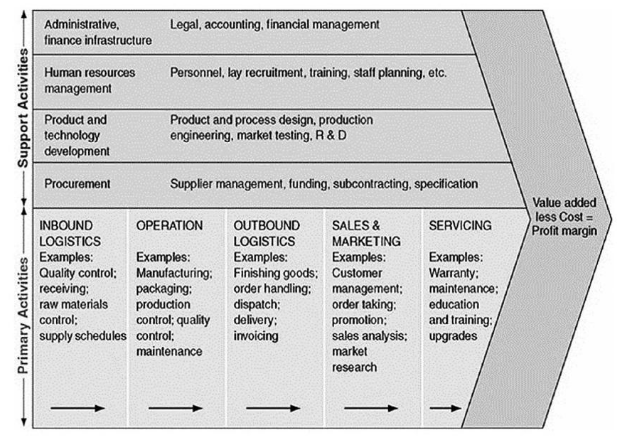 Support Activities
Administrative,
finance infrastructure
Legal, accounting, financial management
Human resources
management
Personnel, lay recruitment, training, staff planning, etc.
Product and
technology
development
Product and process design, production
engineering, market testing, R & D
Procurement
Supplier management, funding, subcontracting, specification
Primary Activities
INBOUND
LOGISTICS
Examples:
Quality control;
receiving;
raw materials
control;
supply schedules
OPERATION
Examples:
Manufacturing;
packaging;
production
control; quality
control;
maintenance
OUTBOUND
LOGISTICS
Examples:
Finishing goods;
order handling;
dispatch;
delivery;
invoicing
SALES &
MARKETING
Examples:
Customer
management;
order taking;
promotion;
sales analysis;
market
research
SERVICING
Examples:
Warranty;
maintenance;
education
and training;
upgrades
Value added
less Cost =
Profit margin